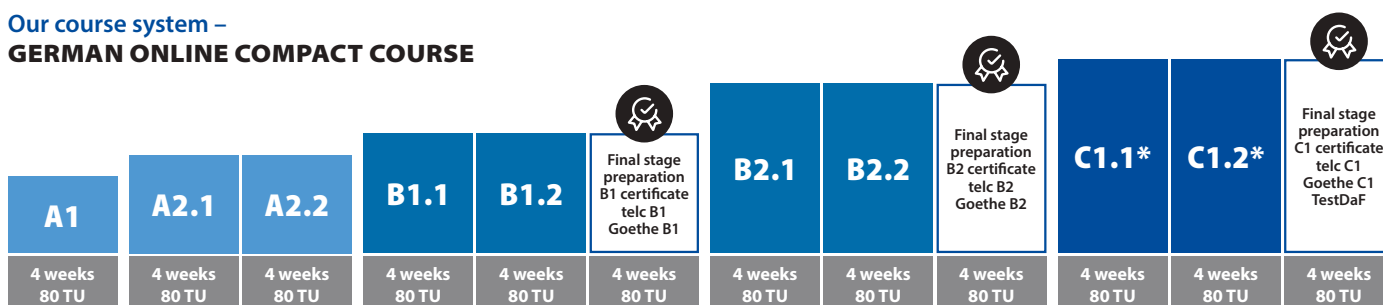 Our course system –
GERMAN ONLINE COMPACT COURSE
A1
4 weeks
80 TU
A2.1
4 weeks
80 TU
A2.2
4 weeks
80 TU
B1.1
4 weeks
80 TU
B1.2
4 weeks
80 TU
Final stage
preparation
B1 certificate
telc B1
Goethe B1
4 weeks
80 TU
B2.1
4 weeks
80 TU
B2.2
4 weeks
80 TU
Final stage
preparation
B2 certificate
telc B2
Goethe B2
4 weeks
80 TU
C1.1*
4 weeks
80 TU
C1.2*
4 weeks
80 TU
Final stage
preparation
C1 certificate
telc C1
Goethe C1
TestDaF
4 weeks
80 TU